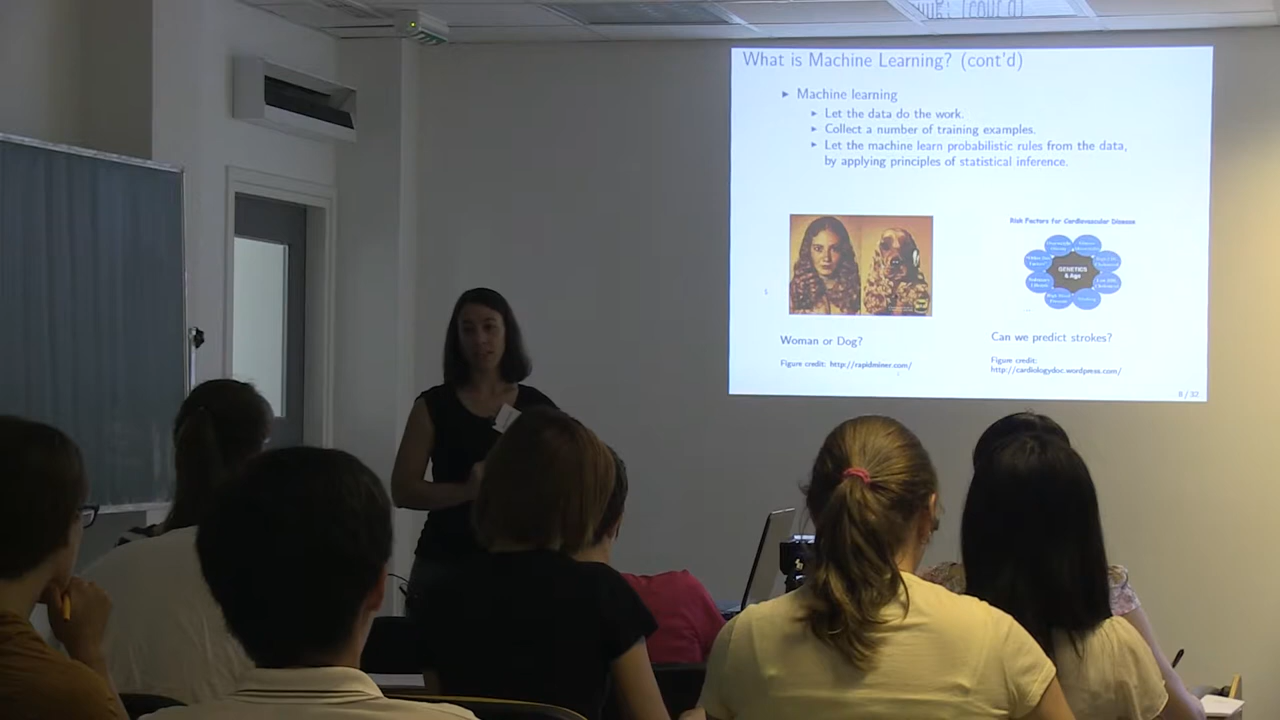 What is Machine Learning? (cont'd)
Machine learning
Let the data do the work.
Collect a number of training examples.
Let the machine learn probabilistic rules from the data,
by applying principles of statistical inference.
Risk Factors for Cardiovascular Disease
GENETICS
& Age
Woman or Dog?
Can we predict strokes?
Figure credit: http://rapidminer.com/
Figure credit:
http://cardiologydoc.wordpress.com/
8 / 32